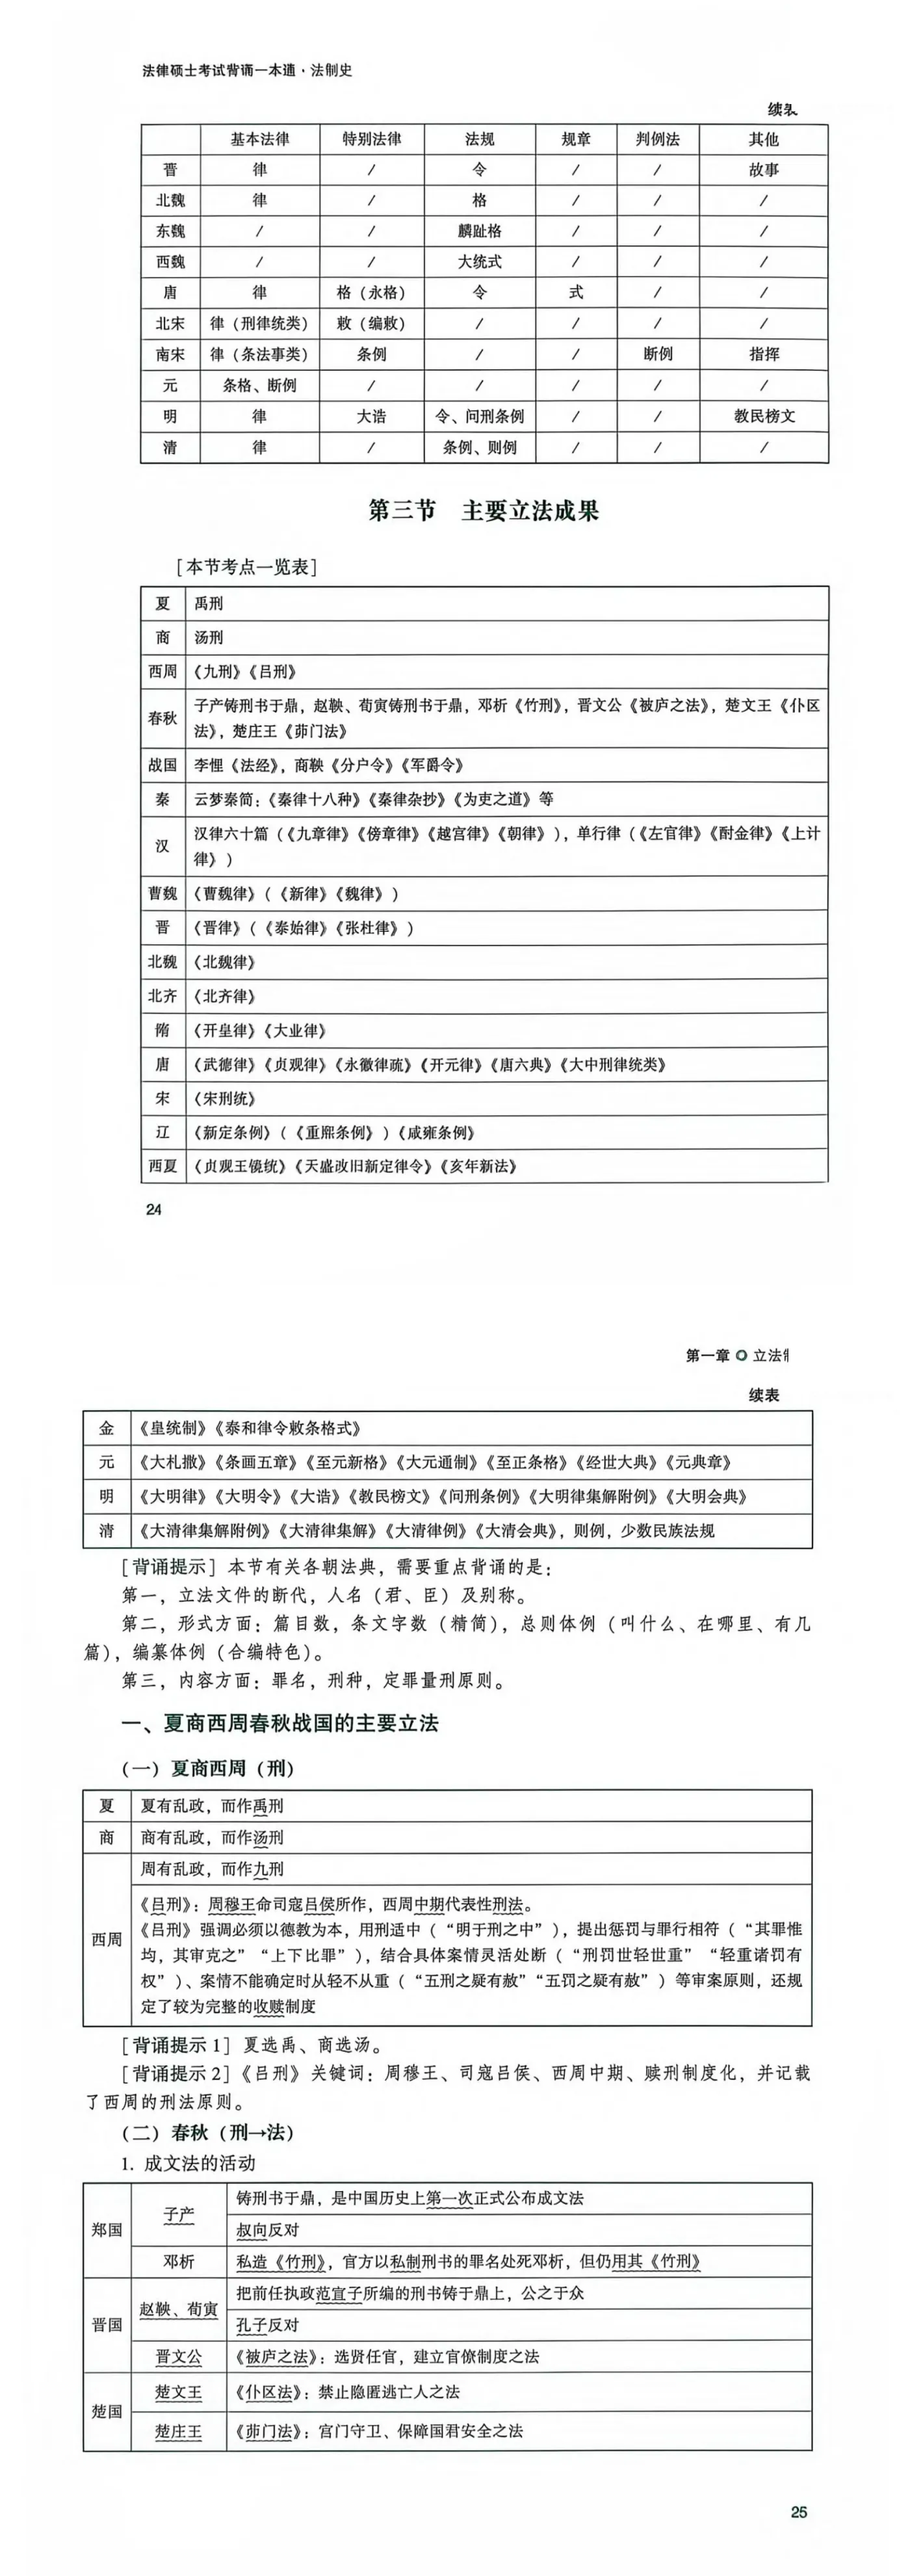 法律硕士考试背诵一本通·法制史
续表
基本法律 特别法律 法规 规章 判例法 其他
晋 律 / 令 / / 故事
北魏 律 / 格 / / /
东魏 / / 麟趾格 / / /
西魏 / / 大统式 / / /
唐 律 格（永格） 令 式 / /
北宋 律（刑律统类） 敕（编敕） / / / /
南宋 律（条法事类） 条例 / / 断例 指挥
元 条格、断例 / / / / /
明 律 大诰 令、问刑条例 / / 教民榜文
清 律 / 条例、则例 / / /
第三节 主要立法成果
［本节考点一览表］
夏 禹刑
商 汤刑
西周 《九刑》《吕刑》
春秋 子产铸刑书于鼎，赵鞅、荀寅铸刑书于鼎，邓析《竹刑》，晋文公《被庐之法》，楚文王《仆区
法》，楚庄王《茆门法》
战国 李悝《法经》，商鞅《分户令》《军爵令》
秦 云梦秦简：《秦律十八种》《秦律杂抄》《为吏之道》等
汉 汉律六十篇（《九章律》《傍章律》《越宫律》《朝律》），单行律（《左官律》《酎金律》《上计
律》）
曹魏 《曹魏律》（《新律》《魏律》）
晋 《晋律》（《泰始律》《张杜律》）
北魏 《北魏律》
北齐 《北齐律》
隋 《开皇律》《大业律》
唐 《武德律》《贞观律》《永徽律疏》《开元律》《唐六典》《大中刑律统类》
宋 《宋刑统》
辽 《新定条例》（《重熙条例》）《咸雍条例》
西夏 《贞观玉镜统》《天盛改旧新定律令》《亥年新法》
24
第一章 立法
续表
金 《皇统制》《泰和律令敕条格式》
元 《大札撒》《条画五章》《至元新格》《大元通制》《至正条格》《经世大典》《元典章》
明 《大明律》《大明令》《大诰》《教民榜文》《问刑条例》《大明律集解附例》《大明会典》
清 《大清律集解附例》《大清律集解》《大清律例》《大清会典》，则例，少数民族法规
［背诵提示］本节有关各朝法典，需要重点背诵的是：
第一，立法文件的断代，人名（君、臣）及别称。
第二，形式方面：篇目数，条文字数（精简），总则体例（叫什么、在哪里、有几
篇），编纂体例（合编特色）。
第三，内容方面：罪名，刑种，定罪量刑原则。
一、夏商西周春秋战国的主要立法
（一）夏商西周（刑）
夏 夏有乱政，而作禹刑
商 商有乱政，而作汤刑
西周 周有乱政，而作九刑
《吕刑》：周穆王命司寇吕侯所作，西周中期代表性刑法。
《吕刑》强调必须以德教为本，用刑适中（“明于刑之中”），提出惩罚与罪行相符（“其罪惟
均，其审克之”“上下比罪”），结合具体案情灵活处断（“刑罚世轻世重”“轻重诸罚有
权”）、案情不能确定时从轻不从重（“五刑之疑有赦”“五罚之疑有赦”）等审案原则，还规
定了较为完整的收赎制度
［背诵提示1］夏选禹、商选汤。
［背诵提示2］《吕刑》关键词：周穆王、司寇吕侯、西周中期、赎刑制度化，并记载
了西周的刑法原则。
（二）春秋（刑→法）
1. 成文法的活动
郑国 子产 铸刑书于鼎，是中国历史上第一次正式公布成文法
叔向反对
邓析 私造《竹刑》，官方以私制刑书的罪名处死邓析，但仍用其《竹刑》
晋国 赵鞅、荀寅 把前任执政范宣子所编的刑书铸于鼎上，公之于众
孔子反对
晋文公 《被庐之法》：选贤任官，建立官僚制度之法
楚国 楚文王 《仆区法》：禁止隐匿逃亡人之法
楚庄王 《茆门法》：宫门守卫、保障国君安全之法
25